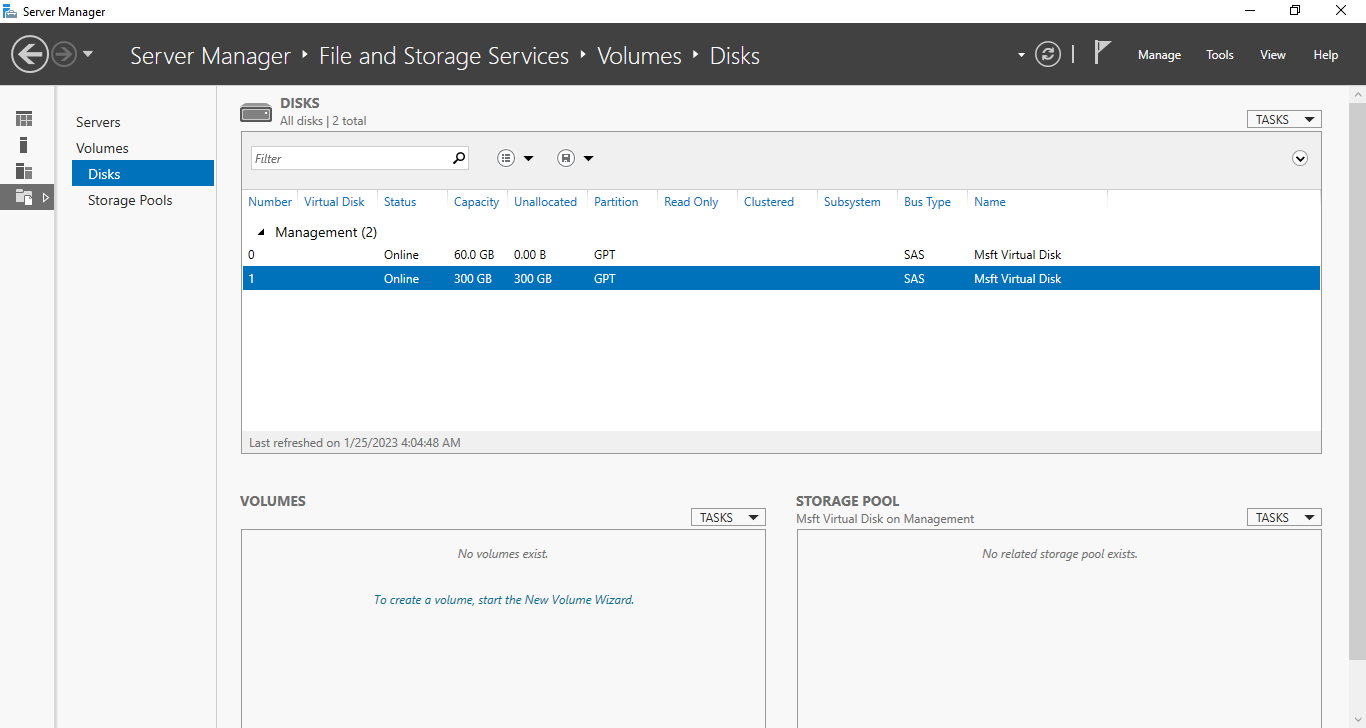 Server Manager
Server Manager ‣ File and Storage Services ‣ Volumes ‣ Disks
Manage Tools View Help
Servers
Volumes
Disks
Storage Pools
DISKS
All disks | 2 total
TASKS
Filter
Number Virtual Disk Status Capacity Unallocated Partition Read Only Clustered Subsystem Bus Type Name
Management (2)
0 Online 60.0 GB 0.00 B GPT SAS Msft Virtual Disk
1 Online 300 GB 300 GB GPT SAS Msft Virtual Disk
Last refreshed on 1/25/2023 4:04:48 AM
VOLUMES
TASKS
No volumes exist.
To create a volume, start the New Volume Wizard.
STORAGE POOL
Msft Virtual Disk on Management
TASKS
No related storage pool exists.